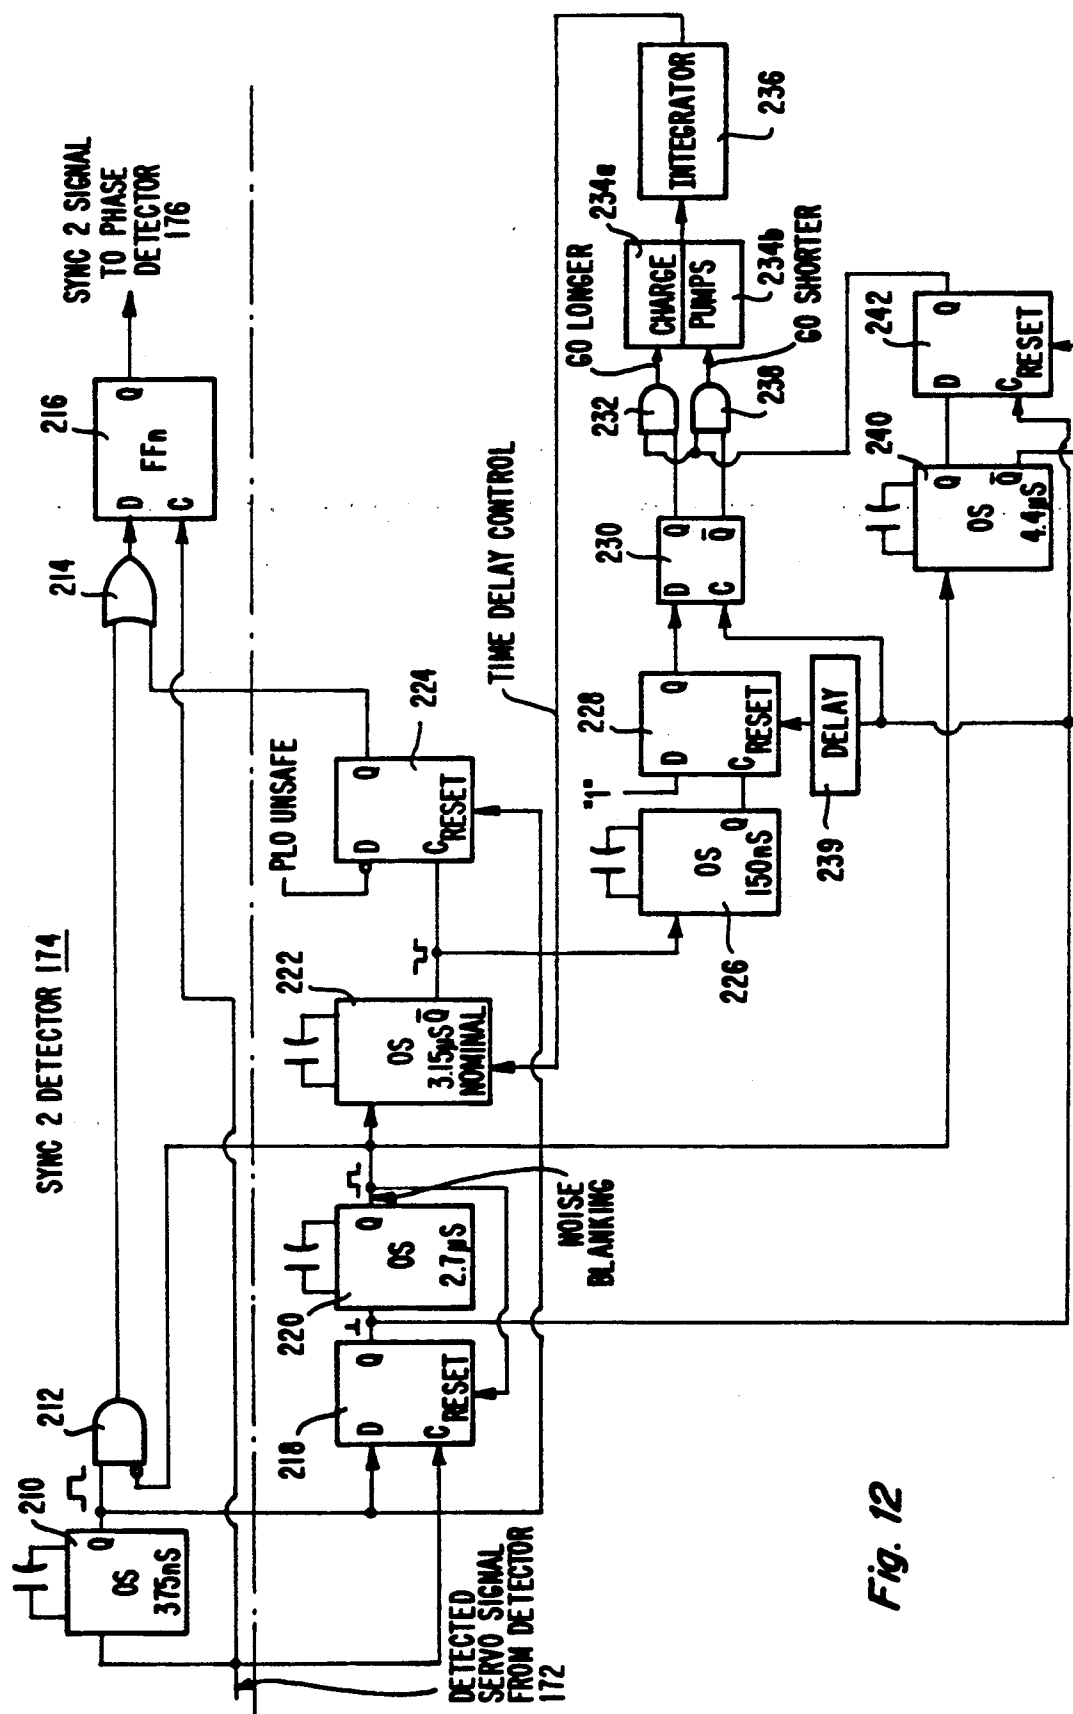 SYNC 2 DETECTOR 174
SYNC 2 SIGNAL
TO PHASE
DETECTOR
176
210
OS
375nS
Q
212
214
216
D
FFn
Q
C
DETECTED
SERVO SIGNAL
FROM DETECTOR
172
218
D
Q
C
RESET
220
Q
OS
2.7µS
NOISE
BLANKING
222
OS
3.15µS Q̅
NOMINAL
PLO UNSAFE
224
D
Q
C
RESET
TIME DELAY CONTROL
226
OS
Q
150nS
"1"
228
D
Q
C
RESET
239
DELAY
230
D
Q
C
Q̅
232
238
GO LONGER
GO SHORTER
234a
CHARGE
PUMPS
234b
INTEGRATOR
236
240
Q
OS
Q̅
4.4µS
242
D
Q
C
RESET
Fig. 12